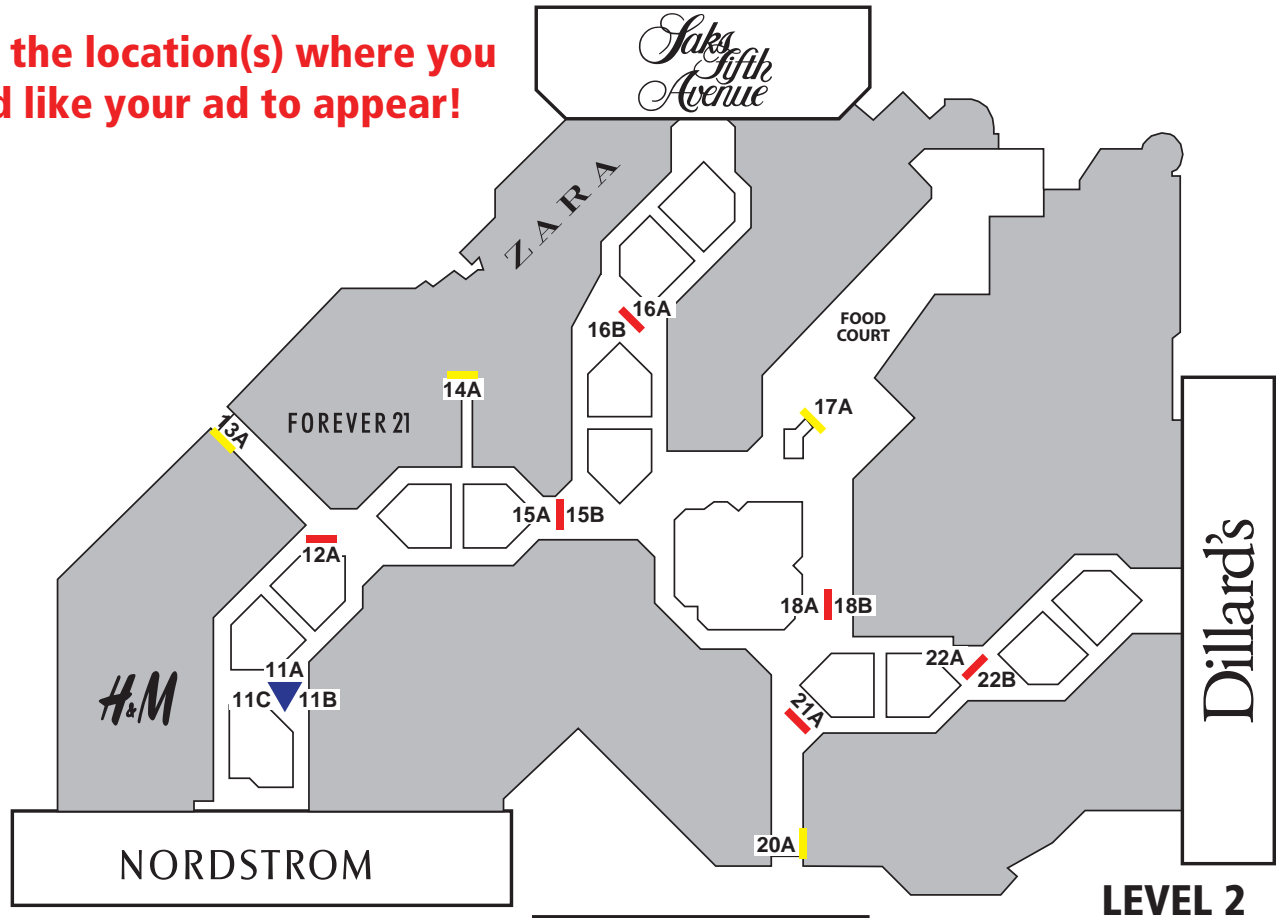 the location(s) where you
like your ad to appear!
Saks
Fifth
Avenue
ZARA
16A
16B
FOOD
COURT
14A
17A
FOREVER 21
13A
15A 15B
12A
18A 18B
Dillard's
22A
11A
22B
H&M
11C 11B
21A
20A
NORDSTROM
LEVEL 2